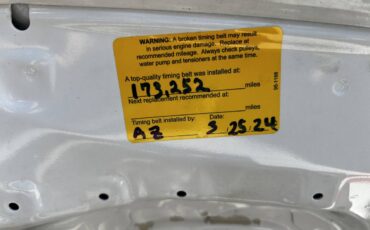 WARNING: A broken timing belt may result
in serious engine damage. Replace at
recommended mileage. Always check pulleys,
water pump and tensioners at the same time.
A top-quality timing belt was installed at:
173,252 miles
Next replacement recommended at:
miles
Timing belt installed by: Date:
AZ 5 25 24